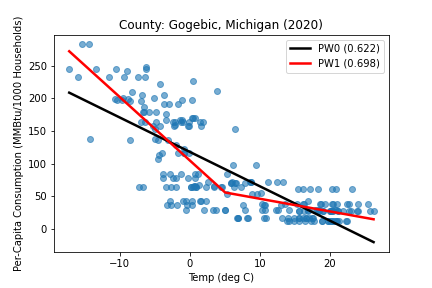 County: Gogebic, Michigan (2020)
PW0 (0.622)
PW1 (0.698)
Per-Capita Consumption (MMBtu/1000 Households)
250
200
150
100
50
0
−10
0
10
20
Temp (deg C)